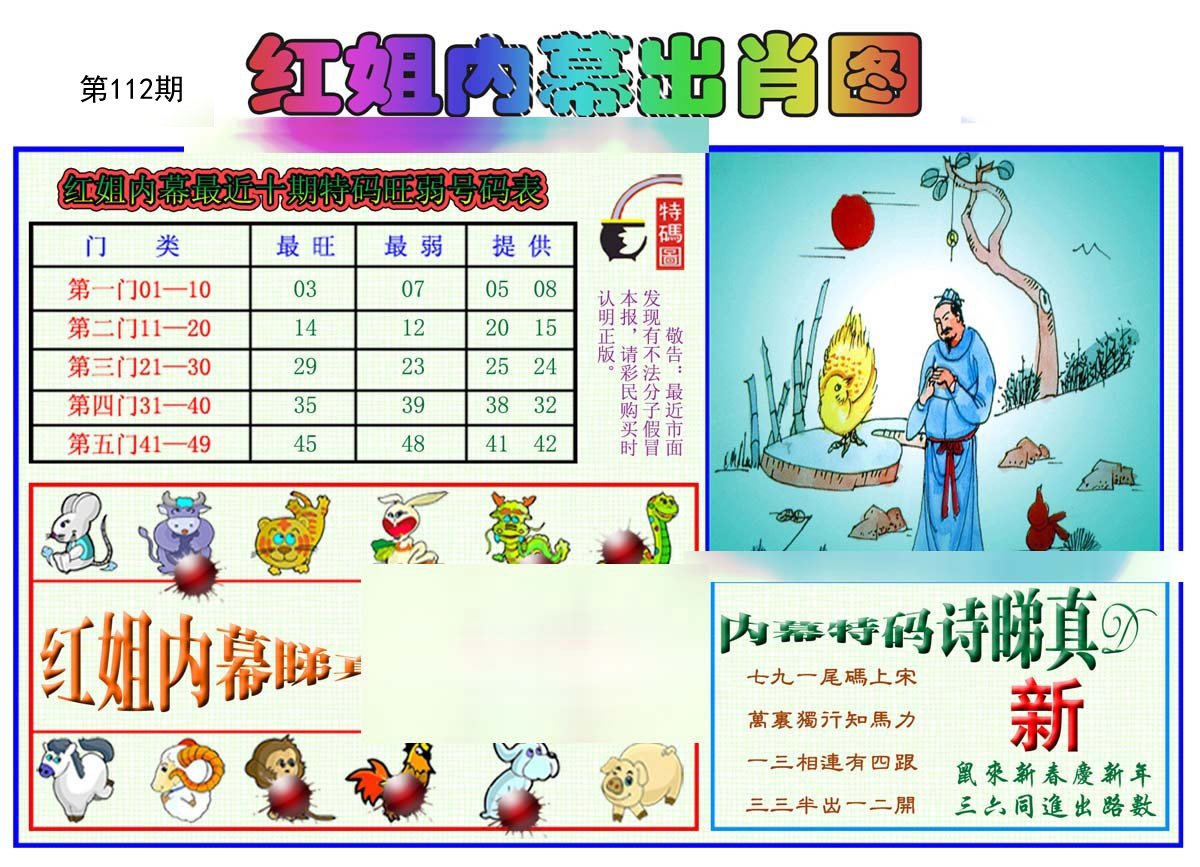 第112期
红姐内幕出肖图
红姐内幕最近十期特码旺弱号码表
门 类 最 旺 最 弱 提 供
第一门01—10 03 07 05 08
第二门11—20 14 12 20 15
第三门21—30 29 23 25 24
第四门31—40 35 39 38 32
第五门41—49 45 48 41 42
特碼圖
敬告：最近市面
发现有不法分子假冒
本报，请彩民购买时
认明正版。
红姐内幕睇真
内幕特码诗睇真D
七九一尾碼上宋
萬裏獨行知馬力
一三相連有四跟
三三半出一二開
新
鼠來新春慶新年
三六同進出路數